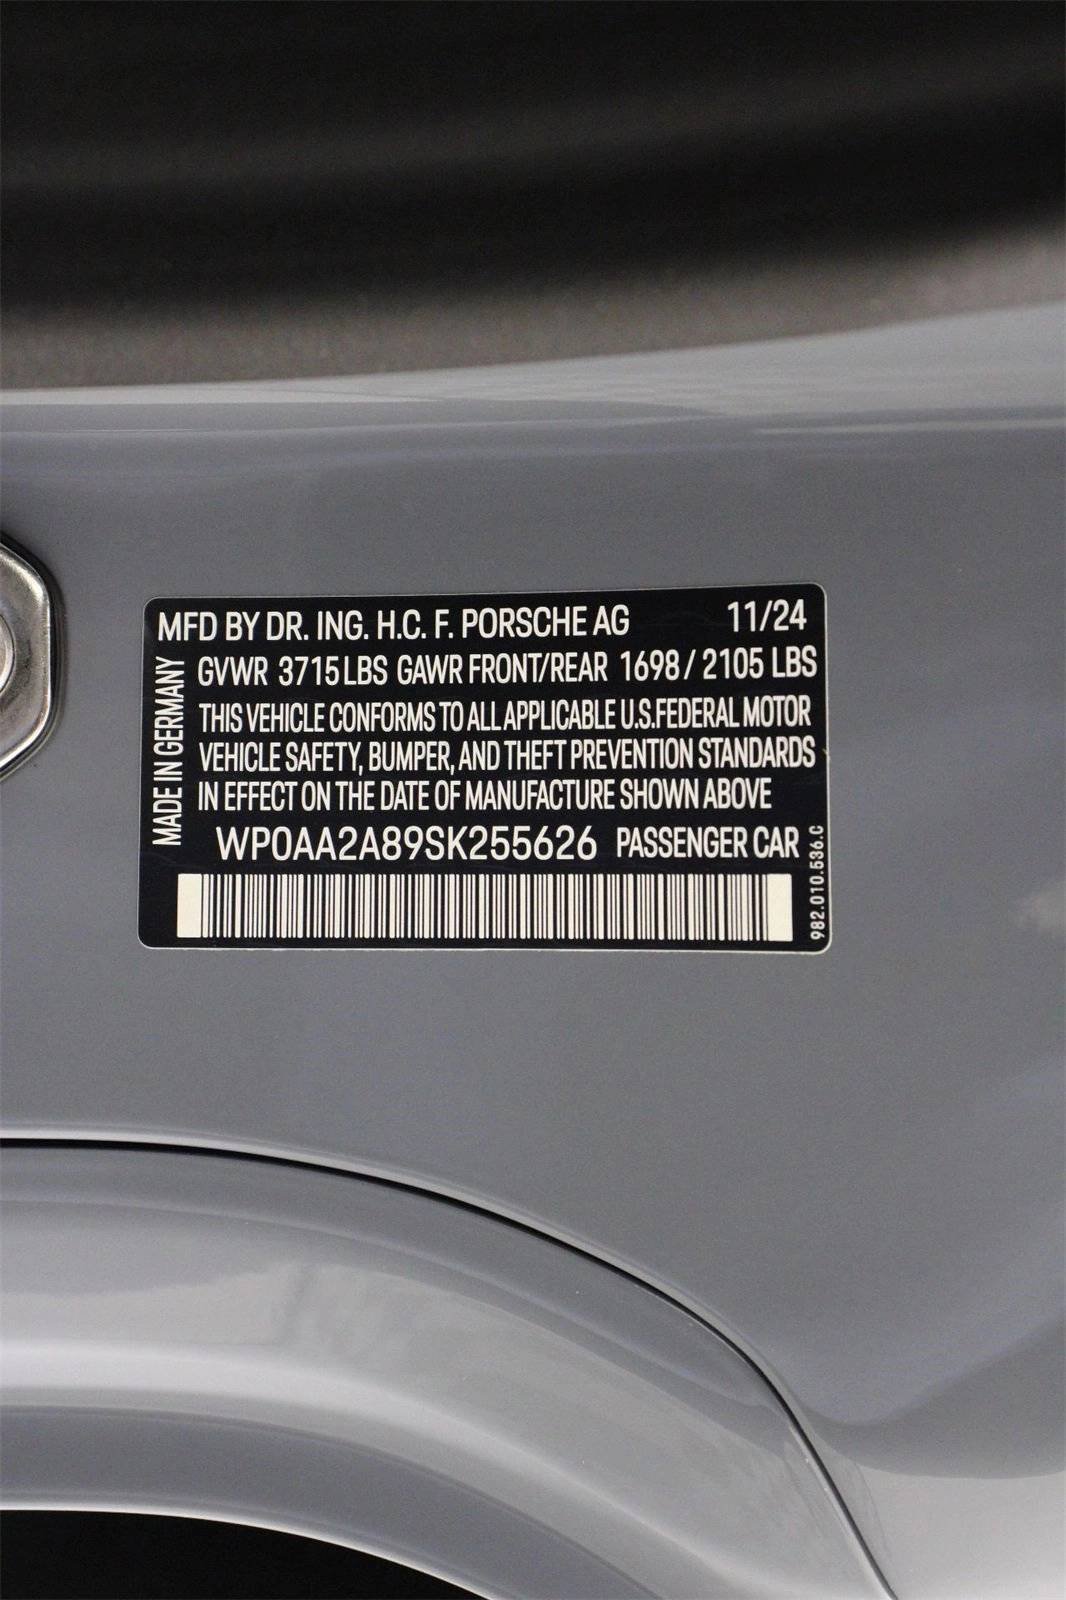 MFD BY DR. ING. H.C. F. PORSCHE AG 11/24
GVWR 3715 LBS GAWR FRONT/REAR 1698 / 2105 LBS
THIS VEHICLE CONFORMS TO ALL APPLICABLE U.S.FEDERAL MOTOR
VEHICLE SAFETY, BUMPER, AND THEFT PREVENTION STANDARDS
IN EFFECT ON THE DATE OF MANUFACTURE SHOWN ABOVE
WP0AA2A89SK255626 PASSENGER CAR
MADE IN GERMANY
982.010.536.C